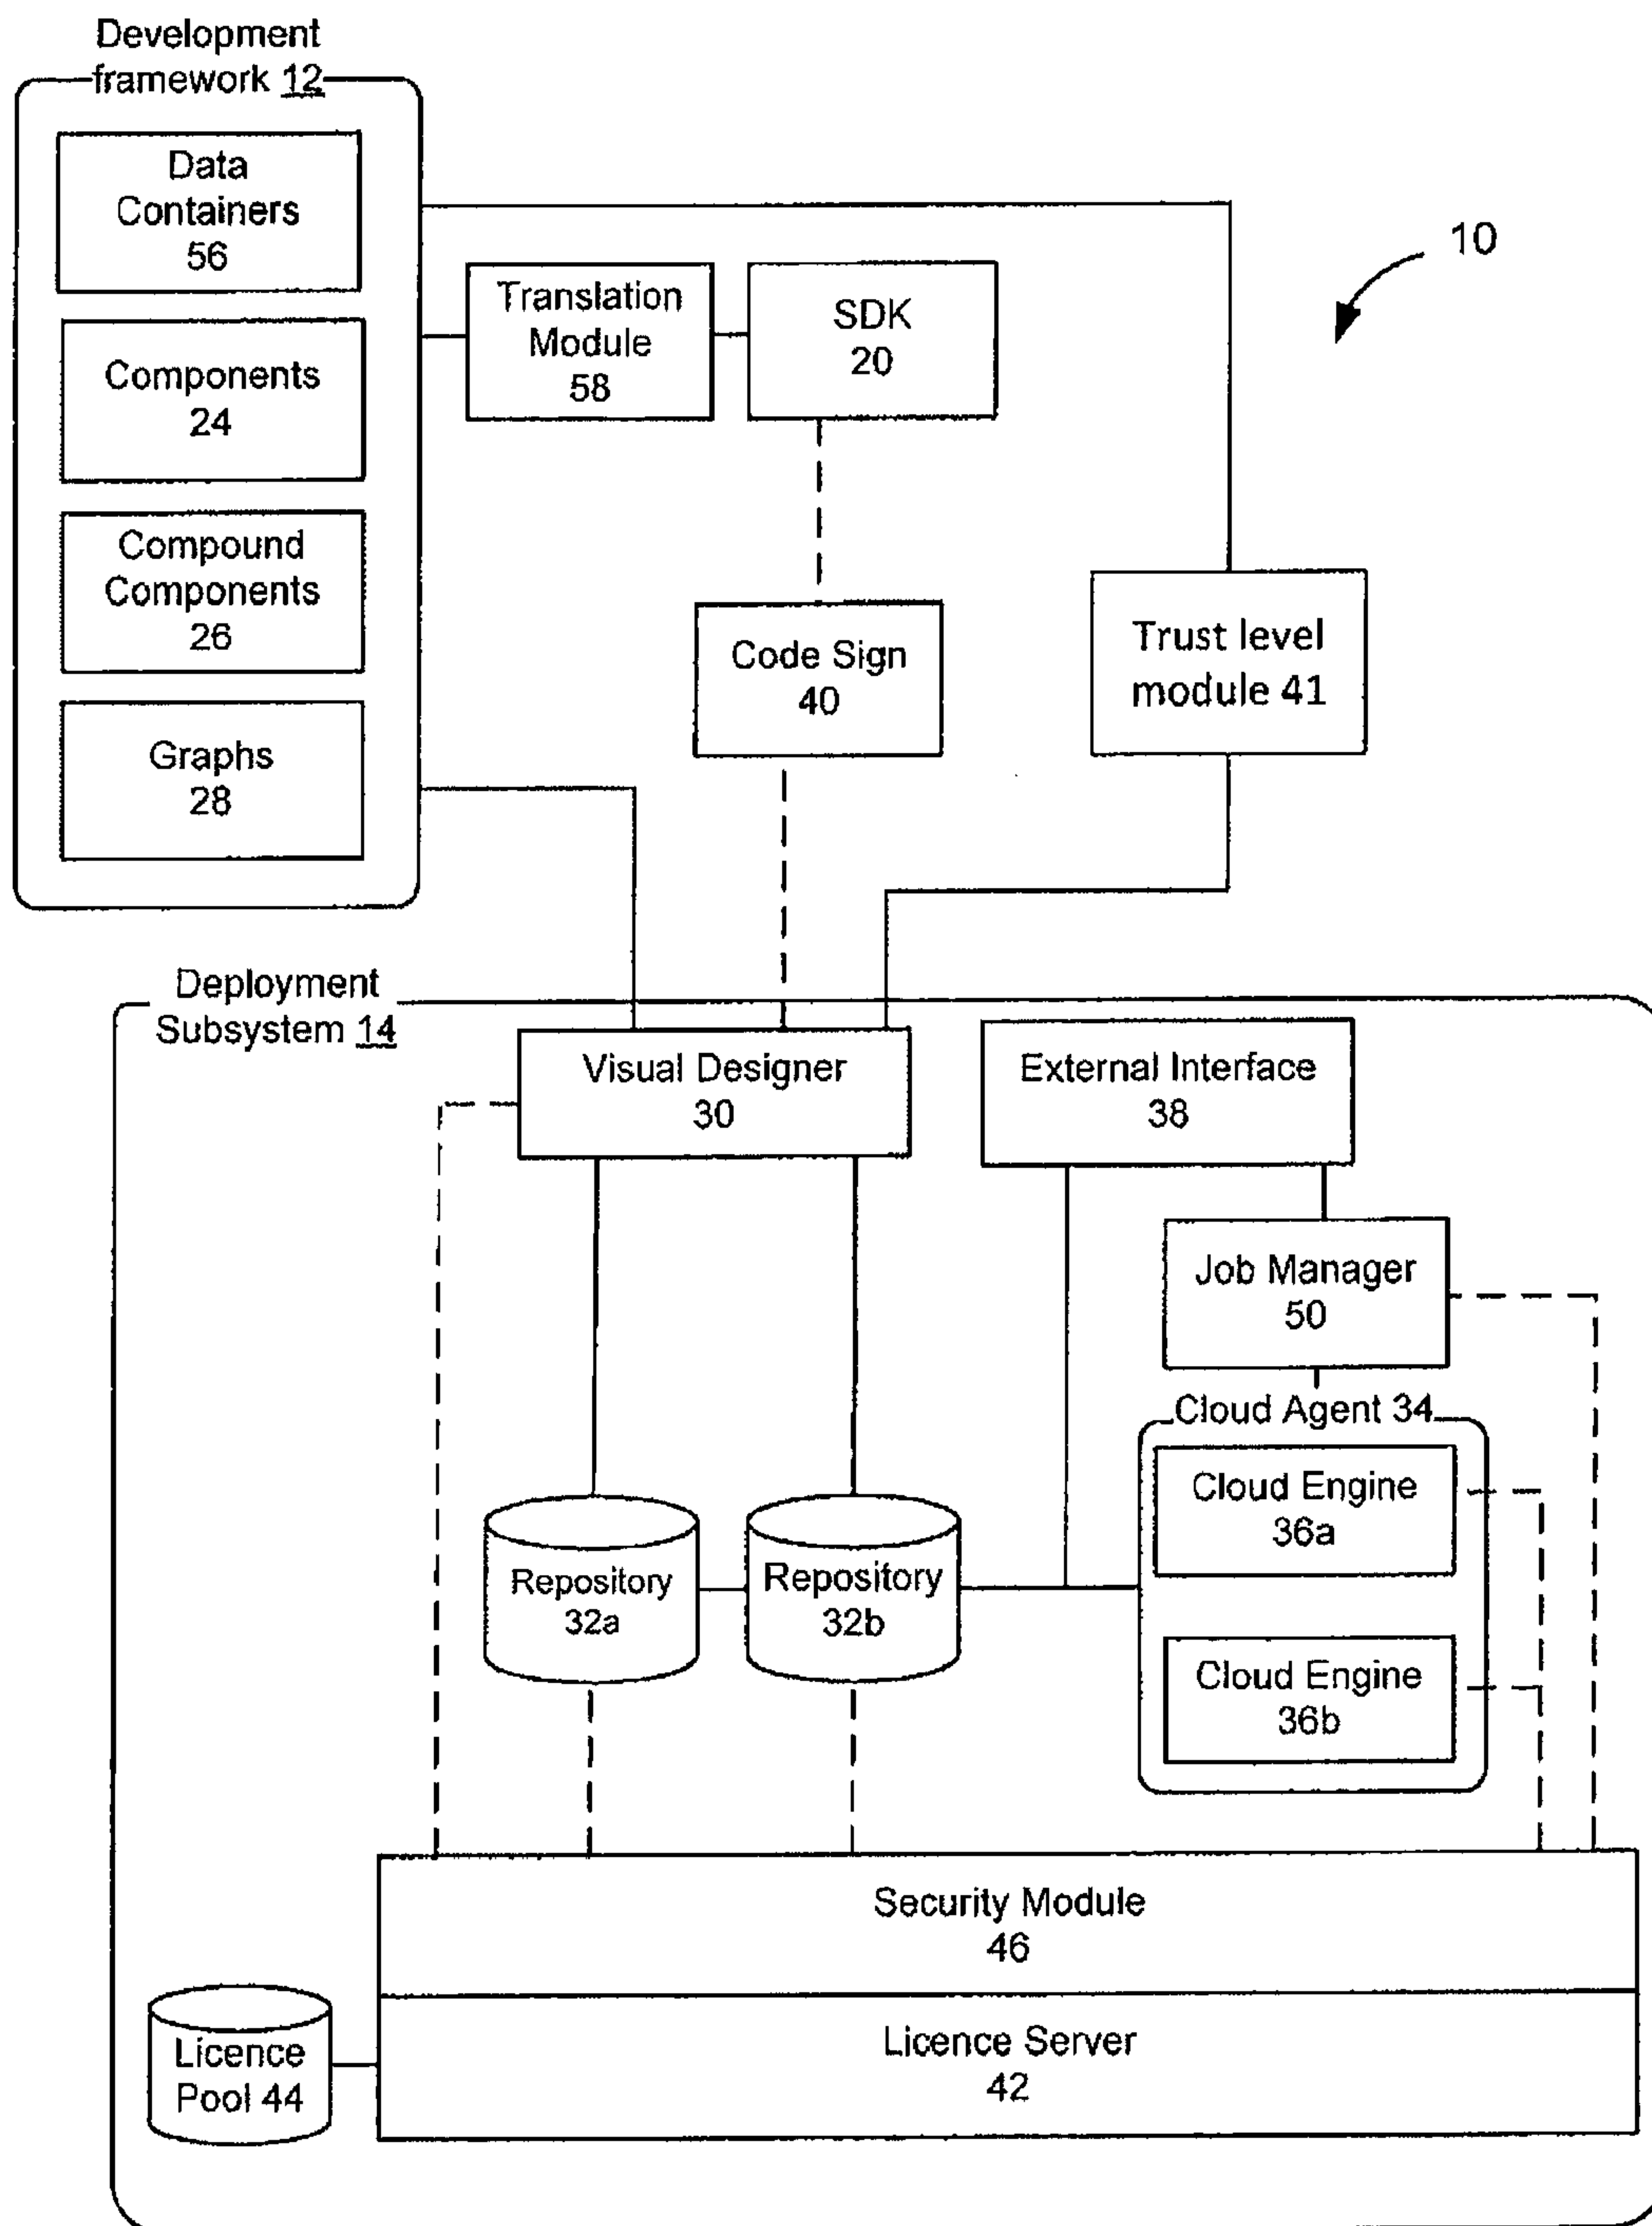 Development
framework 12
Data
Containers
56
Components
24
Compound
Components
26
Graphs
28
Translation
Module
58
SDK
20
10
Code Sign
40
Trust level
module 41
Deployment
Subsystem 14
Visual Designer
30
External Interface
38
Job Manager
50
Cloud Agent 34
Cloud Engine
36a
Cloud Engine
36b
Repository
32a
Repository
32b
Security Module
46
Licence Server
42
Licence
Pool 44